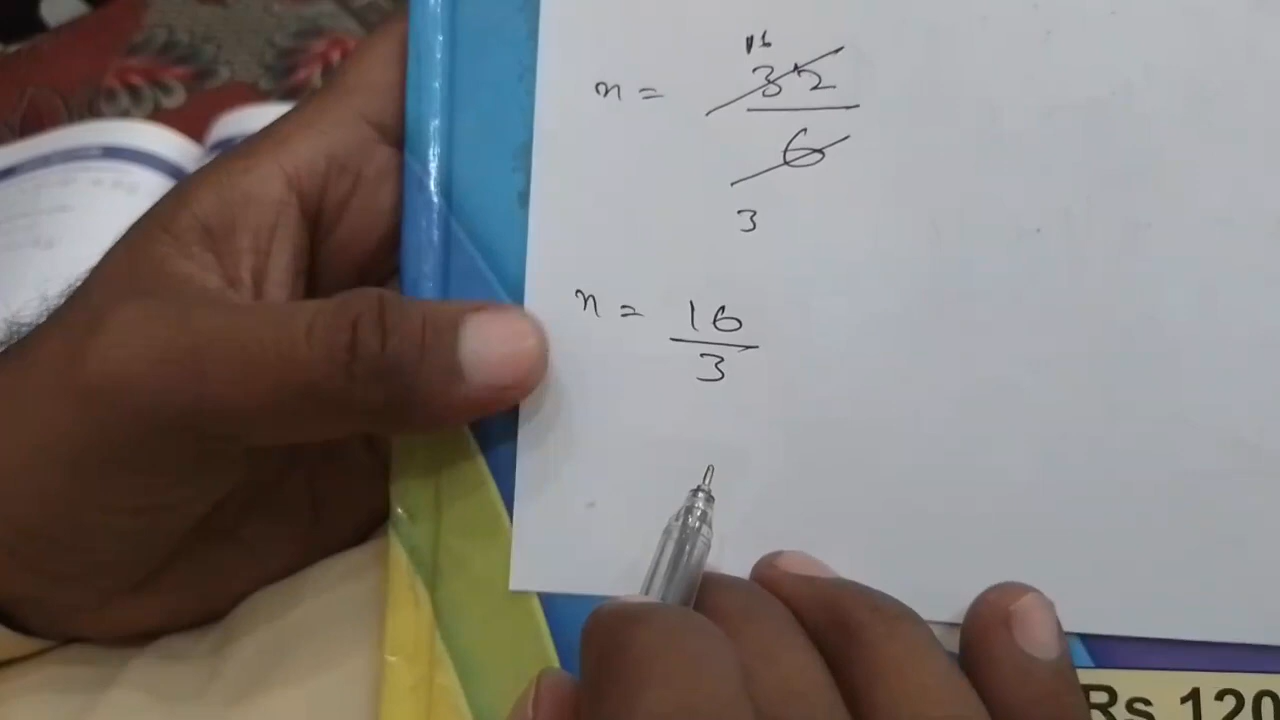 16
n = 32
6
3
n = 16
3
Rs 120